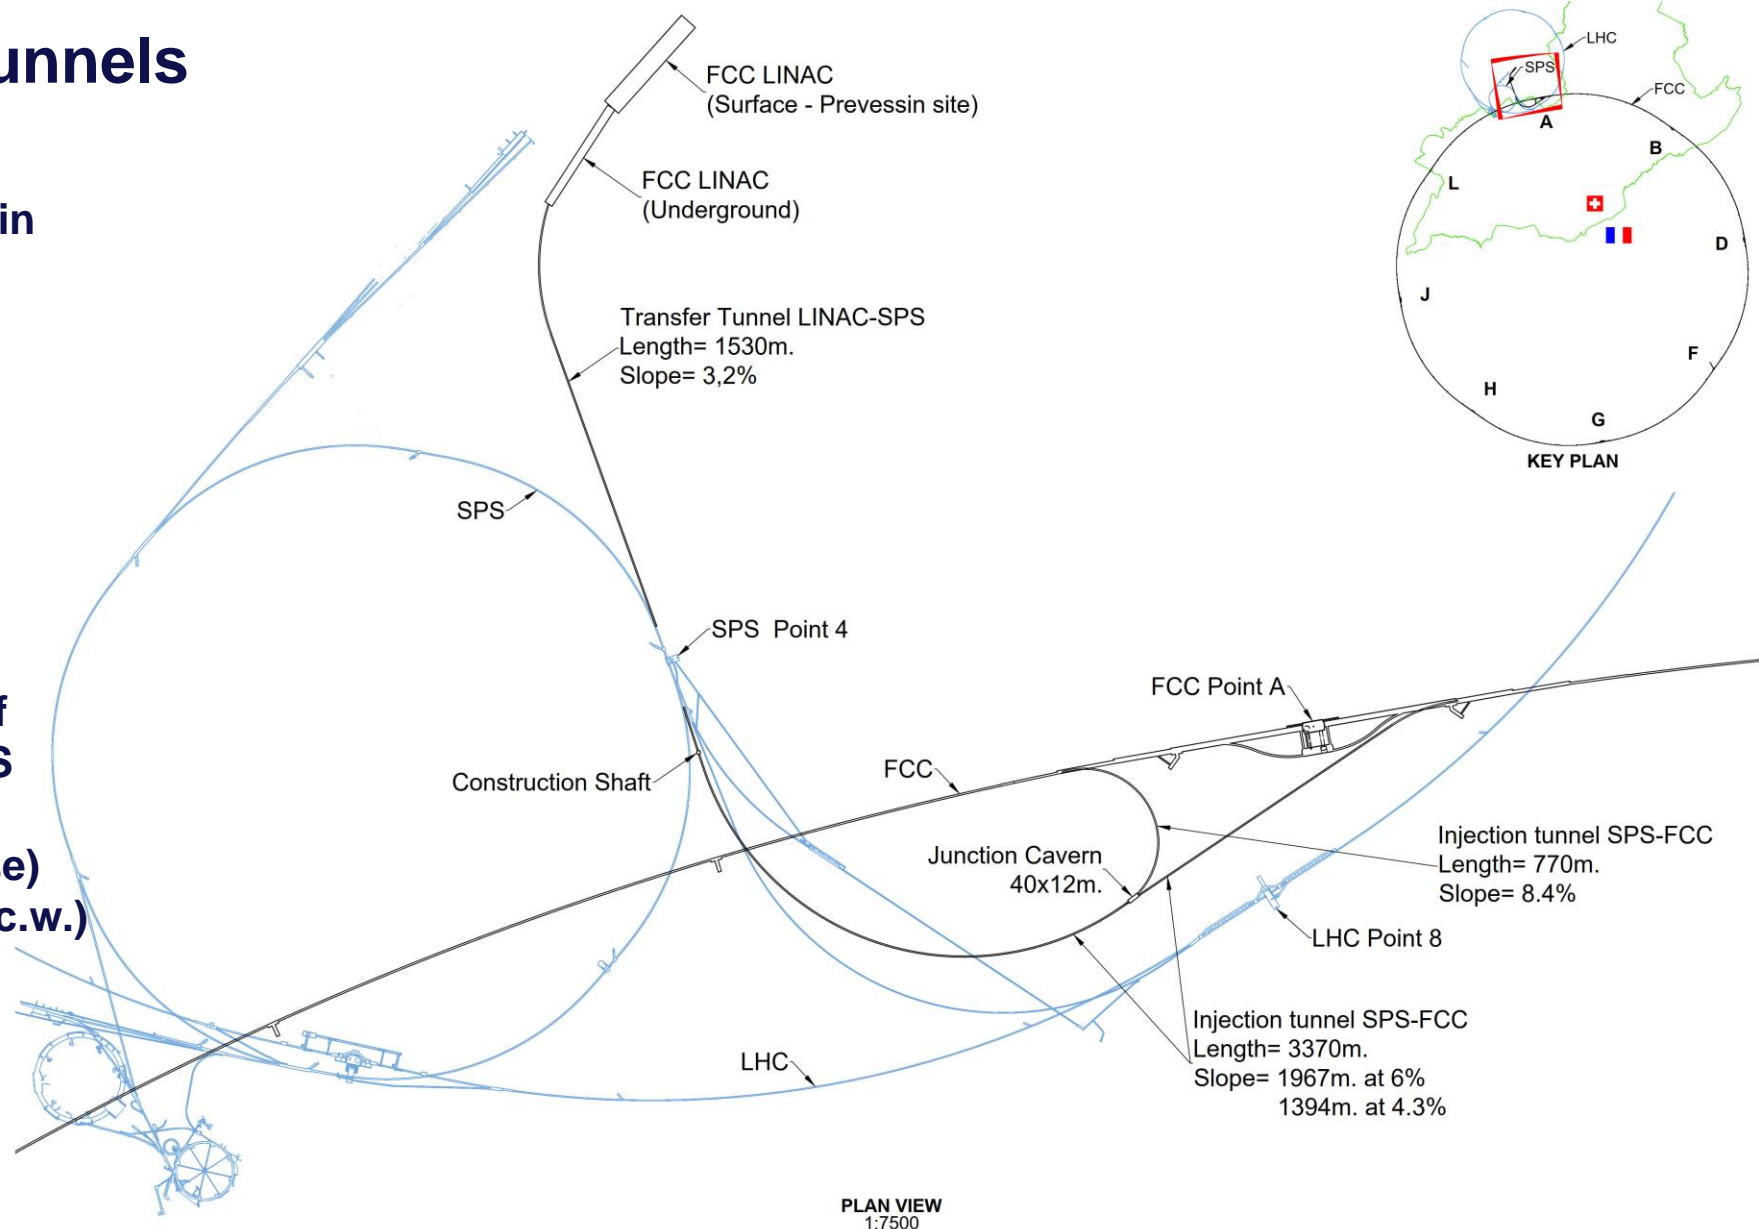 unnels
in
f
S
se)
c.w.)
FCC LINAC
(Surface - Prevessin site)
FCC LINAC
(Underground)
Transfer Tunnel LINAC-SPS
Length= 1530m.
Slope= 3,2%
SPS
SPS Point 4
Construction Shaft
FCC
FCC Point A
Junction Cavern
40x12m.
Injection tunnel SPS-FCC
Length= 770m.
Slope= 8.4%
LHC Point 8
Injection tunnel SPS-FCC
Length= 3370m.
Slope= 1967m. at 6%
1394m. at 4.3%
LHC
PLAN VIEW
1:7500
LHC
SPS
FCC
A
B
L
D
J
F
H
G
KEY PLAN